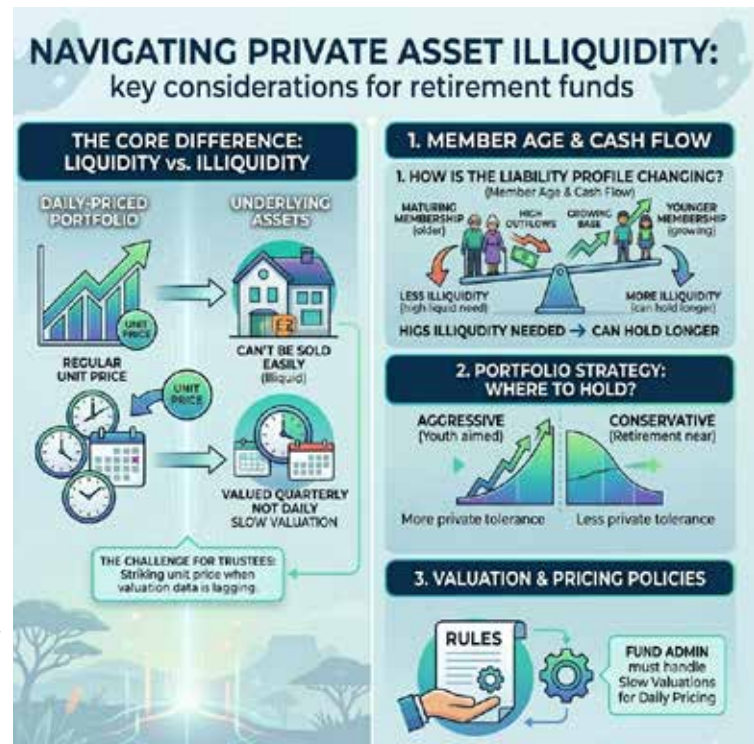 NAVIGATING PRIVATE ASSET ILLIQUIDITY:
key considerations for retirement funds
THE CORE DIFFERENCE:
LIQUIDITY vs. ILLIQUIDITY
DAILY-PRICED
PORTFOLIO
UNIT
PRICE
REGULAR
UNIT PRICE
UNIT
PRICE
UNDERLYING
ASSETS
CAN'T BE SOLD
EASILY
(Illiquid)
VALUED QUARTERLY
NOT DAILY
SLOW VALUATION
THE CHALLENGE FOR TRUSTEES:
Striking unit price when
valuation data is lagging.
1. MEMBER AGE & CASH FLOW
1. HOW IS THE LIABILITY PROFILE CHANGING?
(Member Age & Cash Flow)
MATURING
MEMBERSHIP
(older)
HIGH
OUTFLOWS
GROWING
BASE
YOUNGER
MEMBERSHIP
(growing)
LESS ILLIQUIDITY
(high liquid need)
MORE ILLIQUIDITY
(can hold longer)
HIGS ILLIQUDITY NEEDED → CAN HOLD LONGER
2. PORTFOLIO STRATEGY:
WHERE TO HOLD?
AGGRESSIVE
(Youth aimed)
CONSERVATIVE
(Retirement near)
More private tolerance
Less private tolerance
3. VALUATION & PRICING POLICIES
RULES
FUND ADMIN
must handle
Slow Valuations
for Daily Pricing